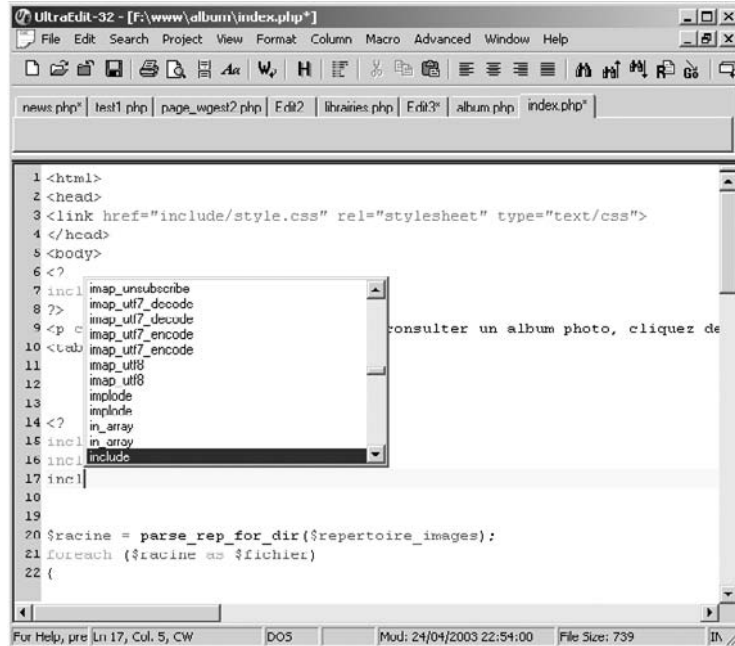 UltraEdit-32 - [F:\www\album\index.php*]
File Edit Search Project View Format Column Macro Advanced Window Help
news.php* test1.php page_wgest2.php Edit2 librairies.php Edit3* album.php index.php*
1 <html>
2 <head>
3 <link href="include/style.css" rel="stylesheet" type="text/css">
4 </head>
5 <body>
6 <?
7 incl
8 ?>
9 <p c onsulter un album photo, cliquez de
10 <tab
11
12
13
14 <?
15 incl
16 incl
17 incl
imap_unsubscribe
imap_utf7_decode
imap_utf7_decode
imap_utf7_encode
imap_utf7_encode
imap_utf8
imap_utf8
implode
implode
in_array
in_array
include
18
19
20 $racine = parse_rep_for_dir($repertoire_images);
21 foreach ($racine as $fichier)
22 {
For Help, pre Ln 17, Col. 5, CW DOS Mod: 24/04/2003 22:54:00 File Size: 739